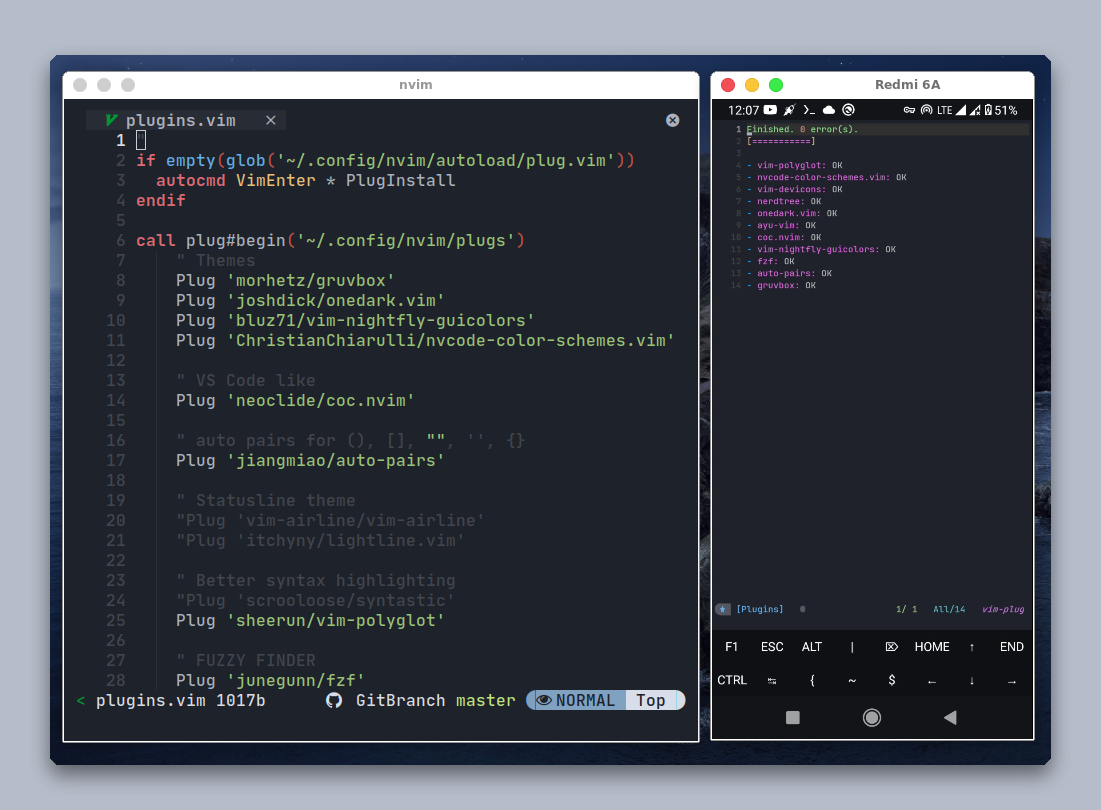 nvim
plugins.vim ×
1 "
2 if empty(glob('~/.config/nvim/autoload/plug.vim'))
3 autocmd VimEnter * PlugInstall
4 endif
5
6 call plug#begin('~/.config/nvim/plugs')
7 " Themes
8 Plug 'morhetz/gruvbox'
9 Plug 'joshdick/onedark.vim'
10 Plug 'bluz71/vim-nightfly-guicolors'
11 Plug 'ChristianChiarulli/nvcode-color-schemes.vim'
12
13 " VS Code like
14 Plug 'neoclide/coc.nvim'
15
16 " auto pairs for (), [], "", '', {}
17 Plug 'jiangmiao/auto-pairs'
18
19 " Statusline theme
20 "Plug 'vim-airline/vim-airline'
21 "Plug 'itchyny/lightline.vim'
22
23 " Better syntax highlighting
24 "Plug 'scrooloose/syntastic'
25 Plug 'sheerun/vim-polyglot'
26
27 " FUZZY FINDER
28 Plug 'junegunn/fzf'
< plugins.vim 1017b GitBranch master NORMAL Top
Redmi 6A
12:07 LTE 51%
1 Finished. 0 error(s).
2 [===========]
3
4 - vim-polyglot: OK
5 - nvcode-color-schemes.vim: OK
6 - vim-devicons: OK
7 - nerdtree: OK
8 - onedark.vim: OK
9 - ayu-vim: OK
10 - coc.nvim: OK
11 - vim-nightfly-guicolors: OK
12 - fzf: OK
13 - auto-pairs: OK
14 - gruvbox: OK
[Plugins] 1/ 1 All/14 vim-plug
F1 ESC ALT | ⌦ HOME ↑ END
CTRL ↹ { ~ $ ← ↓ →